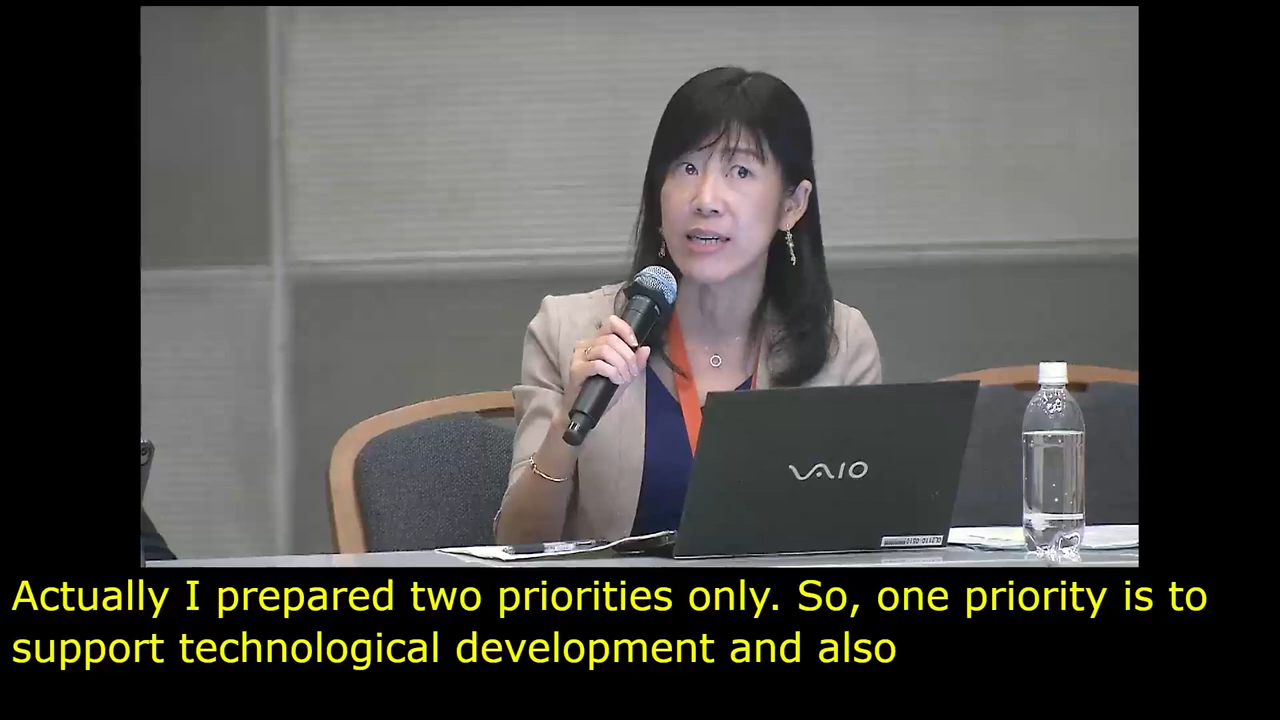 VAIO
Actually I prepared two priorities only. So, one priority is to
support technological development and also